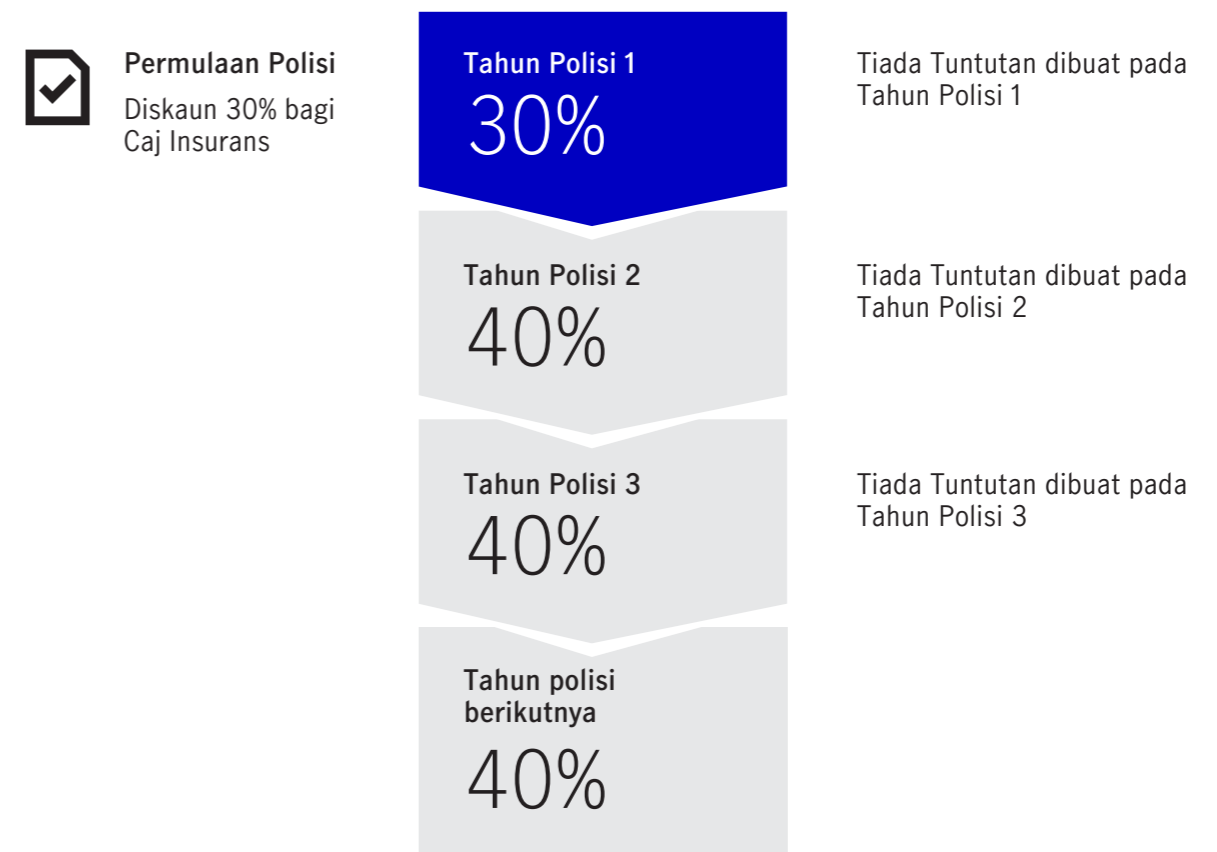 Permulaan Polisi
Diskaun 30% bagi
Caj Insurans
Tahun Polisi 1
30%
Tiada Tuntutan dibuat pada
Tahun Polisi 1
Tahun Polisi 2
40%
Tiada Tuntutan dibuat pada
Tahun Polisi 2
Tahun Polisi 3
40%
Tiada Tuntutan dibuat pada
Tahun Polisi 3
Tahun polisi
berikutnya
40%